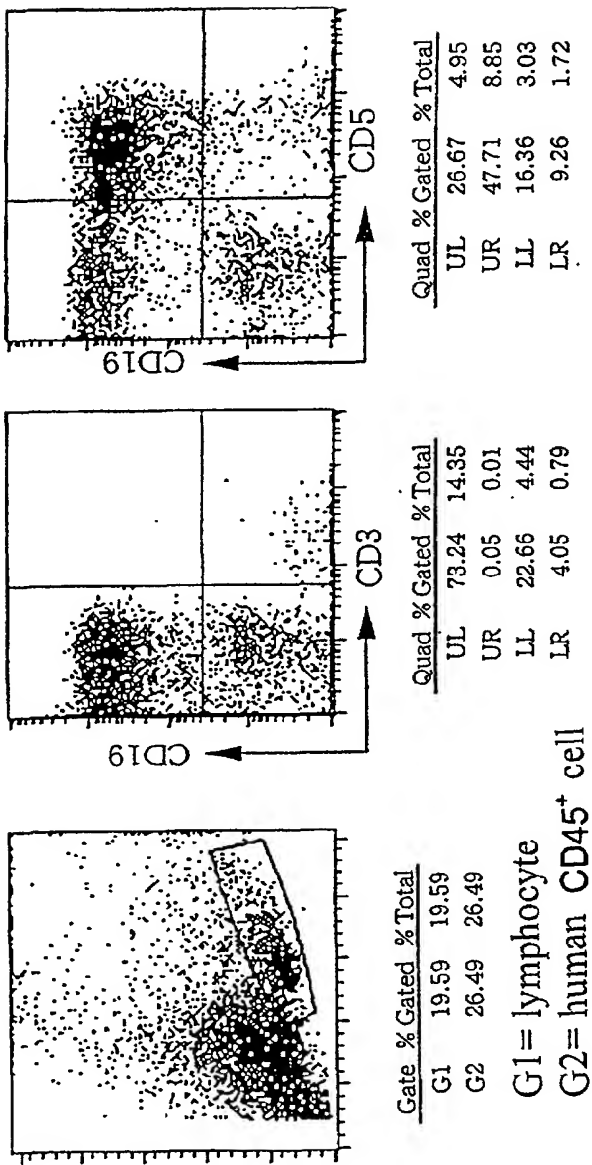 Gate % Gated % Total
G1 19.59 19.59
G2 26.49 26.49
G1= lymphocyte
G2= human CD45⁺ cell
CD19
CD3
Quad % Gated % Total
UL 73.24 14.35
UR 0.05 0.01
LL 22.66 4.44
LR 4.05 0.79
CD19
CD5
Quad % Gated % Total
UL 26.67 4.95
UR 47.71 8.85
LL 16.36 3.03
LR 9.26 1.72